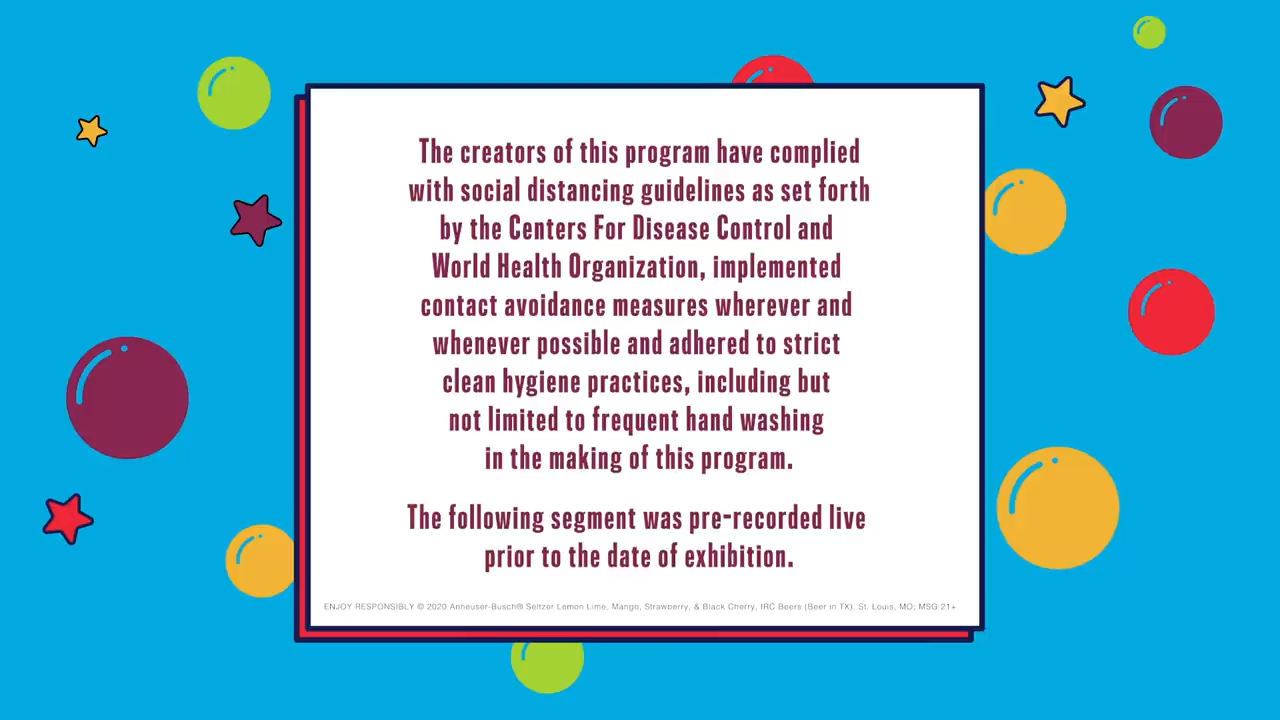 The creators of this program have complied
with social distancing guidelines as set forth
by the Centers For Disease Control and
World Health Organization, implemented
contact avoidance measures wherever and
whenever possible and adhered to strict
clean hygiene practices, including but
not limited to frequent hand washing
in the making of this program.
The following segment was pre-recorded live
prior to the date of exhibition.
ENJOY RESPONSIBLY © 2020 Anheuser-Busch® Seltzer Lemon Lime, Mango, Strawberry, & Black Cherry, IRC Beers (Beer in TX), St. Louis, MO; MSG 21+